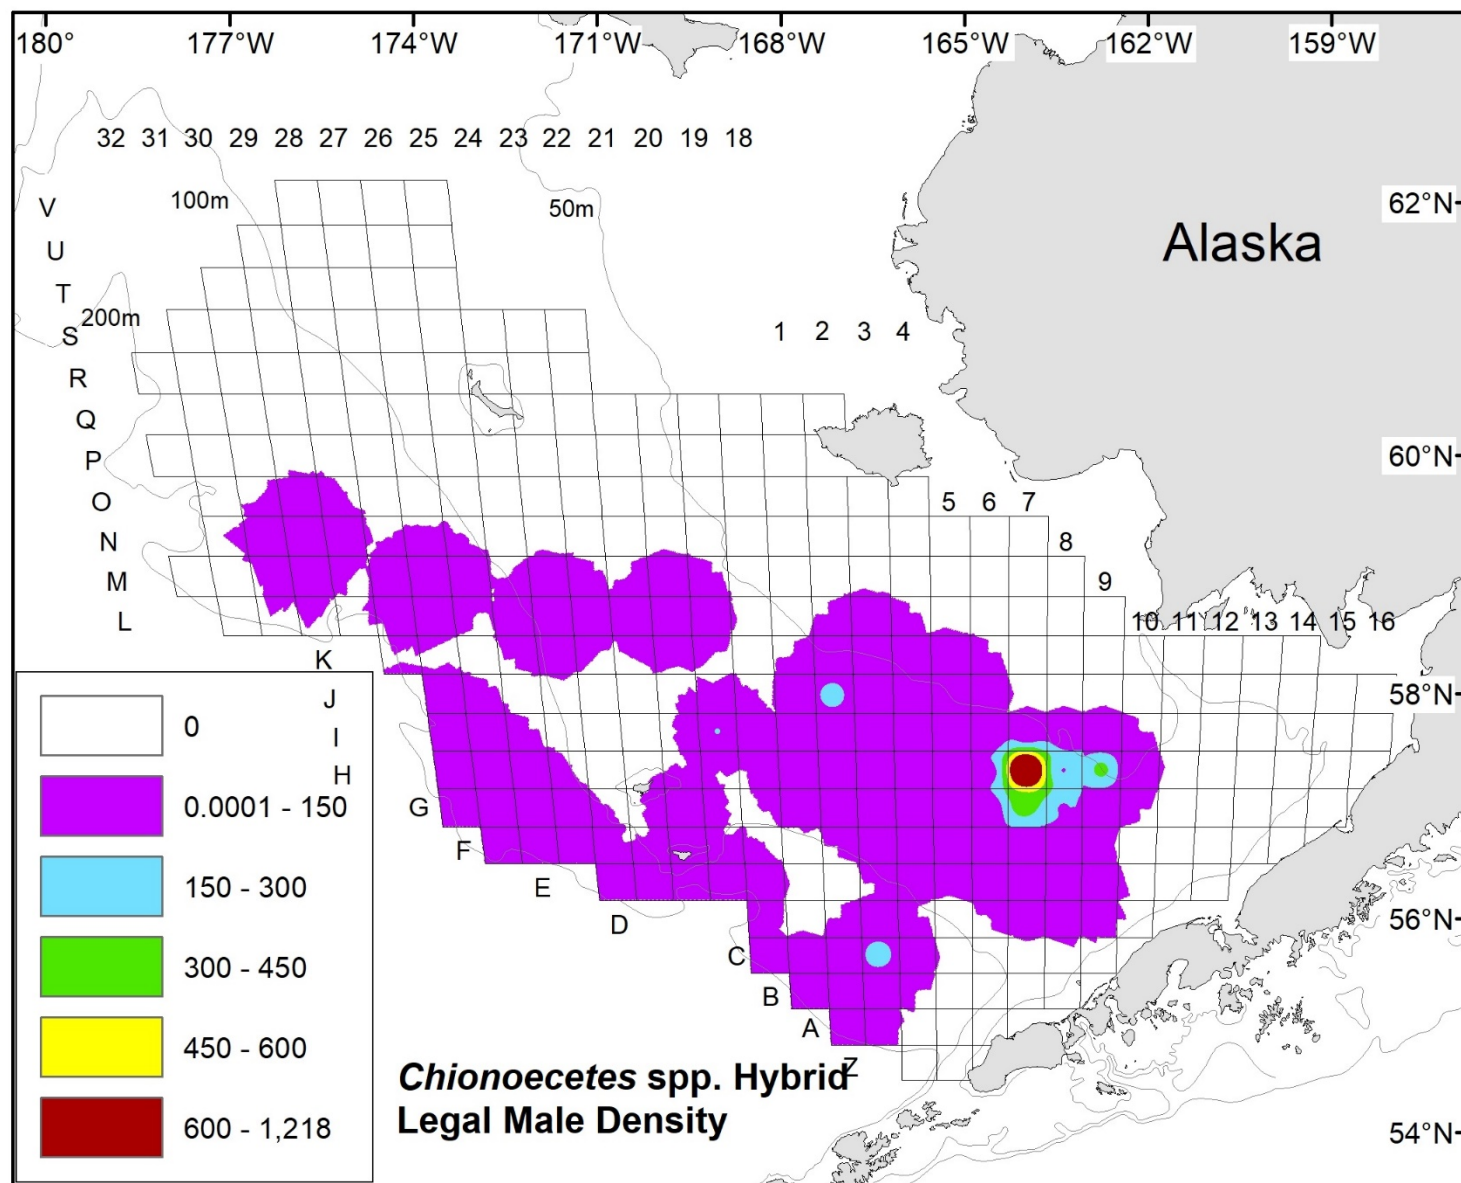 180° 177°W 174°W 171°W 168°W 165°W 162°W 159°W
32 31 30 29 28 27 26 25 24 23 22 21 20 19 18
100m
50m
62°N
V
Alaska
U
T
200m
S
1 2 3 4
R
Q
P
60°N
O
5 6 7
N
8
M
9
L
10 11 12 13 14 15 16
K
J
58°N
I
H
G
F
E
D
56°N
C
B
A
Z
0
0.0001 - 150
150 - 300
300 - 450
450 - 600
600 - 1,218
Chionoecetes spp. Hybrid
Legal Male Density
54°N